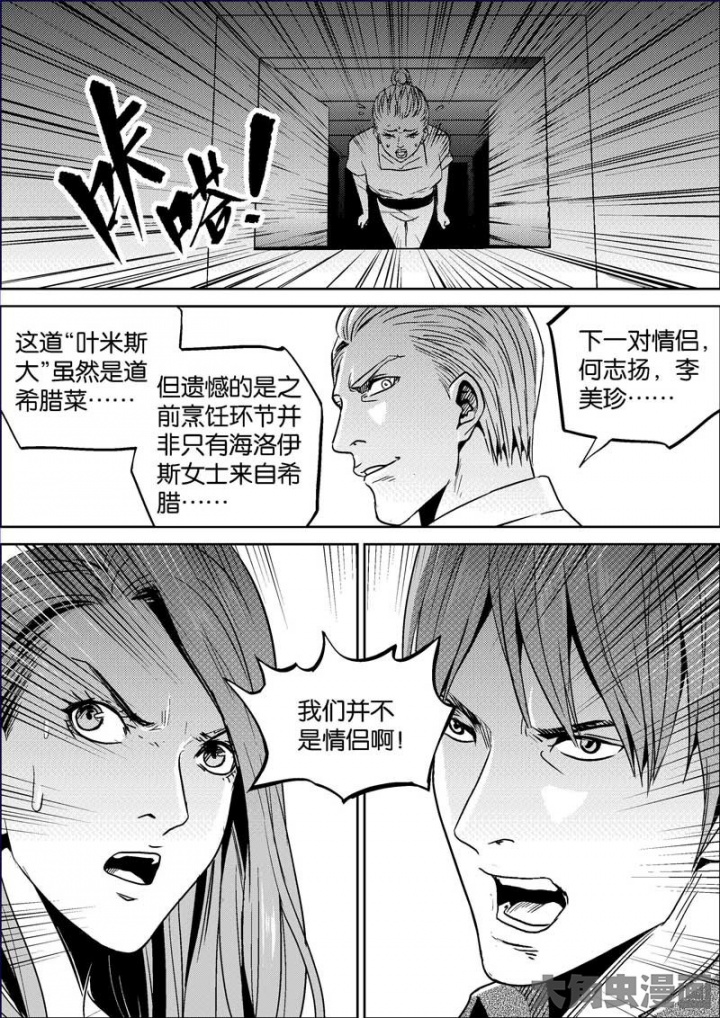 咔嗒！
这道“叶米斯
大”虽然是道
希腊菜……
但遗憾的是之
前烹饪环节并
非只有海洛伊
斯女士来自希
腊……
下一对情侣，
何志扬，李
美珍……
我们并不
是情侣啊！
大角虫漫画